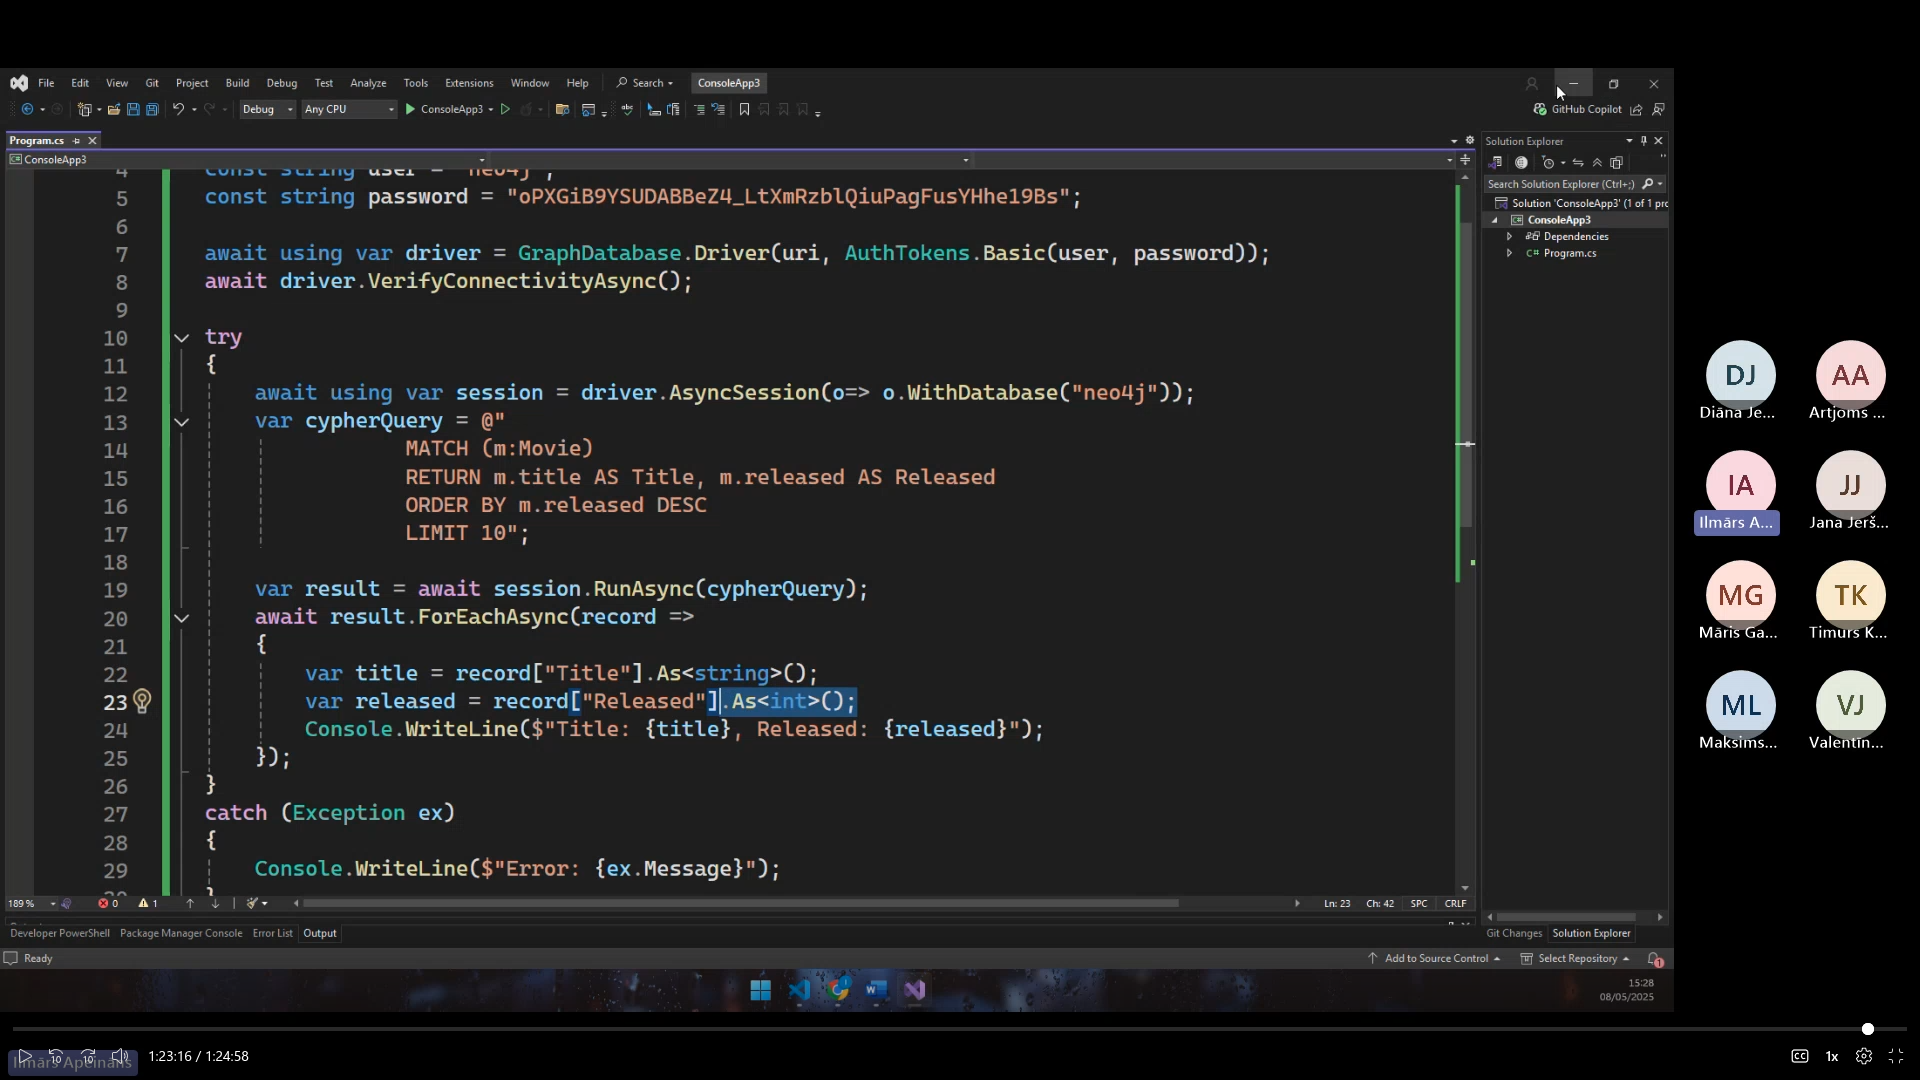 File Edit View Git Project Build Debug Test Analyze Tools Extensions Window Help Search ConsoleApp3
Debug Any CPU ConsoleApp3 GitHub Copilot
Program.cs
ConsoleApp3
4 const string user = "neo4j";
5 const string password = "oPXGiB9YSUDABBeZ4_LtXmRzblQiuPagFusYHhe19Bs";
6
7 await using var driver = GraphDatabase.Driver(uri, AuthTokens.Basic(user, password));
8 await driver.VerifyConnectivityAsync();
9
10 try
11 {
12 await using var session = driver.AsyncSession(o=> o.WithDatabase("neo4j"));
13 var cypherQuery = @"
14 MATCH (m:Movie)
15 RETURN m.title AS Title, m.released AS Released
16 ORDER BY m.released DESC
17 LIMIT 10";
18
19 var result = await session.RunAsync(cypherQuery);
20 await result.ForEachAsync(record =>
21 {
22 var title = record["Title"].As<string>();
23 var released = record["Released"].As<int>();
24 Console.WriteLine($"Title: {title}, Released: {released}");
25 });
26 }
27 catch (Exception ex)
28 {
29 Console.WriteLine($"Error: {ex.Message}");
30 }
189 % 0 1 Ln: 23 Ch: 42 SPC CRLF
Developer PowerShell Package Manager Console Error List Output
Ready Add to Source Control Select Repository 1
Solution Explorer
Search Solution Explorer (Ctrl+;)
Solution 'ConsoleApp3' (1 of 1 pro
ConsoleApp3
Dependencies
C# Program.cs
Git Changes Solution Explorer
15:28
08/05/2025
DJ AA
Diāna Je... Artjoms ...
IA JJ
Ilmārs A... Jana Jerš...
MG TK
Māris Ga... Timurs K...
ML VJ
Maksims... Valentin...
Ilmārs Apeināns
10 10 1:23:16 / 1:24:58 CC 1x